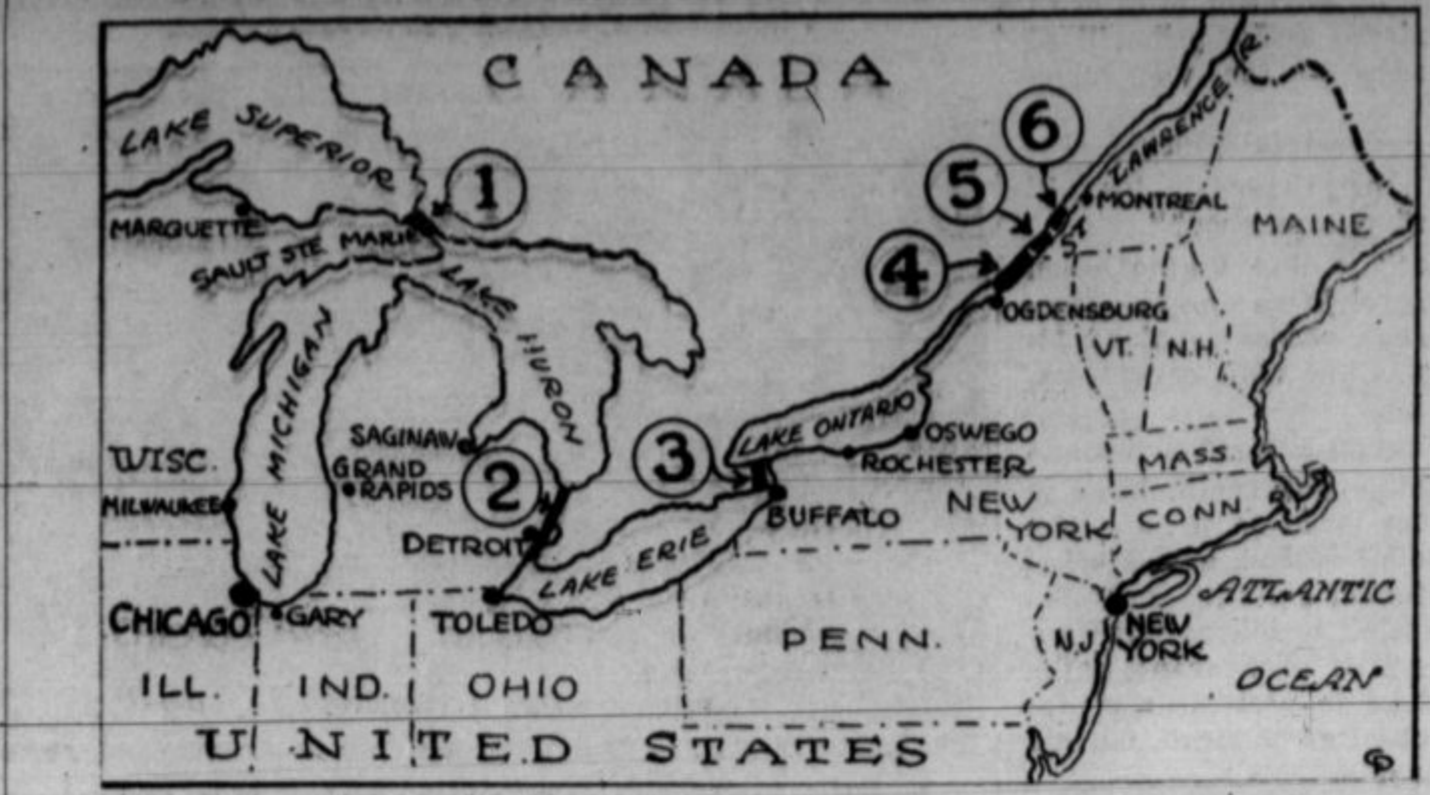 CANADA
LAKE SUPERIOR
1
6
5
4
ST. LAWRENCE R.
MONTREAL
MAINE
MARQUETTE
SAULT STE MARIE
LAKE HURON
LAKE MICHIGAN
OGDENSBURG
VT.
N.H.
LAKE ONTARIO
OSWEGO
ROCHESTER
SAGINAW
GRAND
RAPIDS
WISC.
MILWAUKEE
2
3
MASS
CONN
NEW
YORK
BUFFALO
DETROIT
LAKE ERIE
CHICAGO
GARY
TOLEDO
PENN.
N.J
NEW
YORK
ATLANTIC
OCEAN
ILL.
IND.
OHIO
UNITED STATES